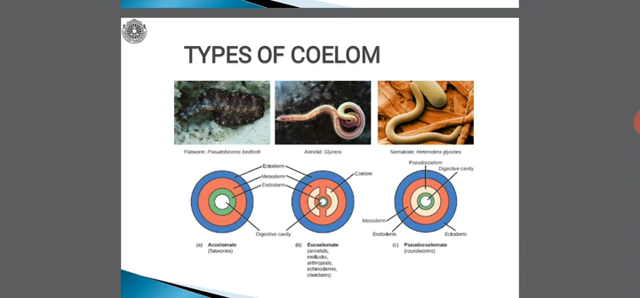 TYPES OF COELOM
Flatworm: Pseudobiceros bedfordi
Annelid: Glycera
Nematode: Heterodera glycines
Pseudocoelom
Ectoderm
Digestive cavity
Mesoderm
Coelom
Endoderm
Mesoderm
Digestive cavity
Endoderm
Ectoderm
(a) Acoelomate
(flatworms)
(b) Eucoelomate
(annelids,
mollusks,
arthropods,
echinoderms,
chordates)
(c) Pseudocoelomate
(roundworms)